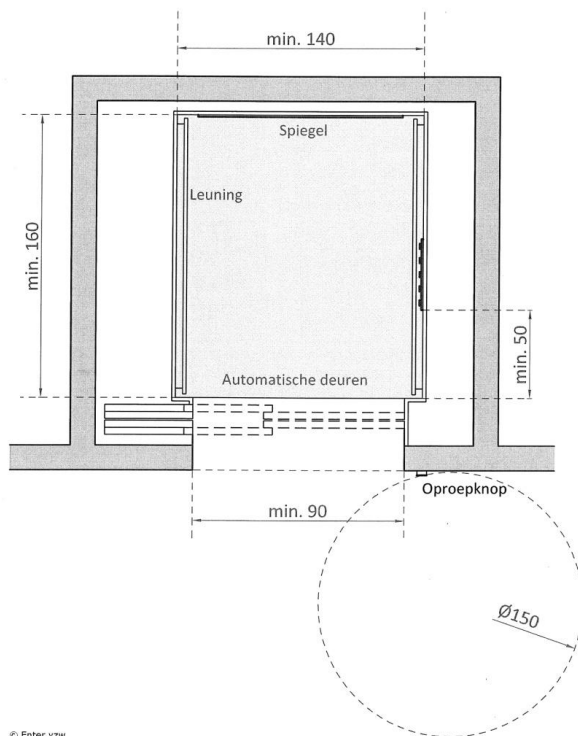 min. 140
Spiegel
Leuning
min. 160
min. 50
Automatische deuren
Oproepknop
min. 90
Ø150
© Enter vzw